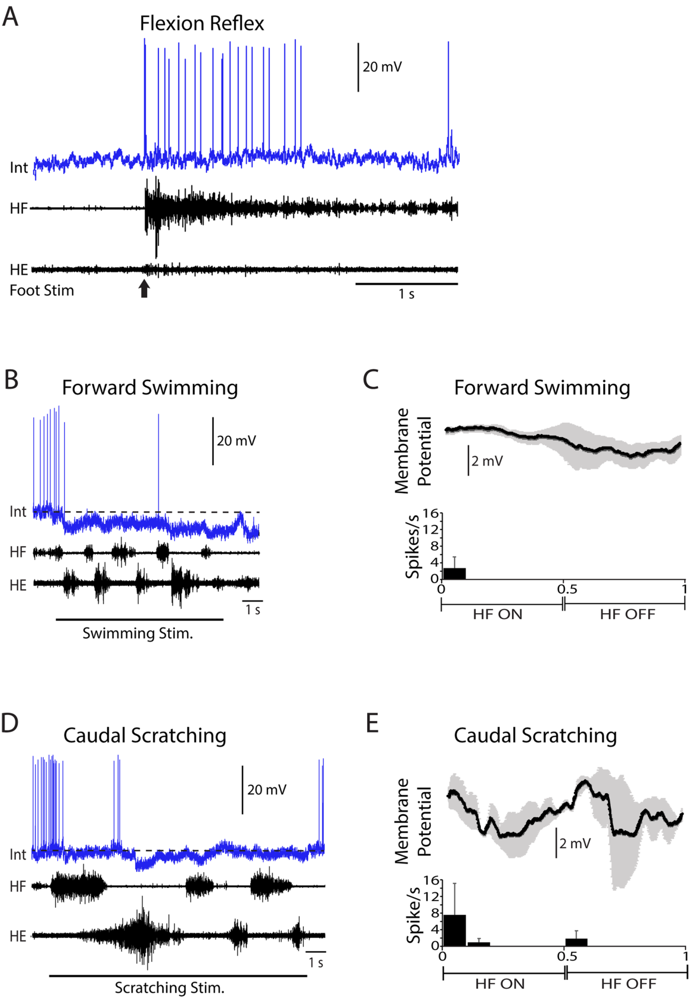 A
Flexion Reflex
20 mV
Int
HF
HE
Foot Stim
1 s
B
Forward Swimming
20 mV
Int
HF
HE
1 s
Swimming Stim.
C
Forward Swimming
Membrane
Potential
2 mV
Spikes/s
16
12
8
4
0
0
0.5
1
HF ON
HF OFF
D
Caudal Scratching
20 mV
Int
HF
HE
1 s
Scratching Stim.
E
Caudal Scratching
Membrane
Potential
2 mV
Spike/s
16
12
8
4
0
0
0.5
1
HF ON
HF OFF